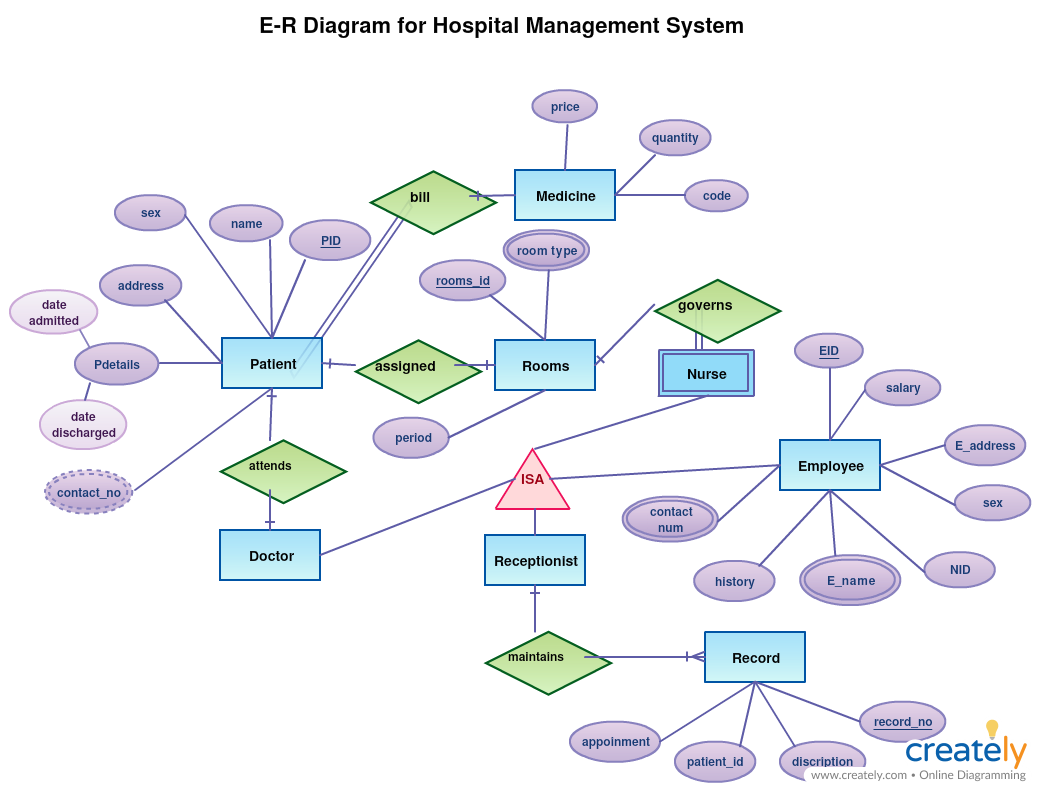 E-R Diagram for Hospital Management System
price
quantity
bill
Medicine
code
sex
name
PID
room type
address
rooms_id
date
admitted
governs
Pdetails
Patient
assigned
Rooms
Nurse
EID
salary
date
discharged
period
E_address
attends
ISA
Employee
contact_no
contact
num
sex
Doctor
Receptionist
history
E_name
NID
maintains
Record
record_no
appoinment
patient_id
discription
creately
www.creately.com • Online Diagramming